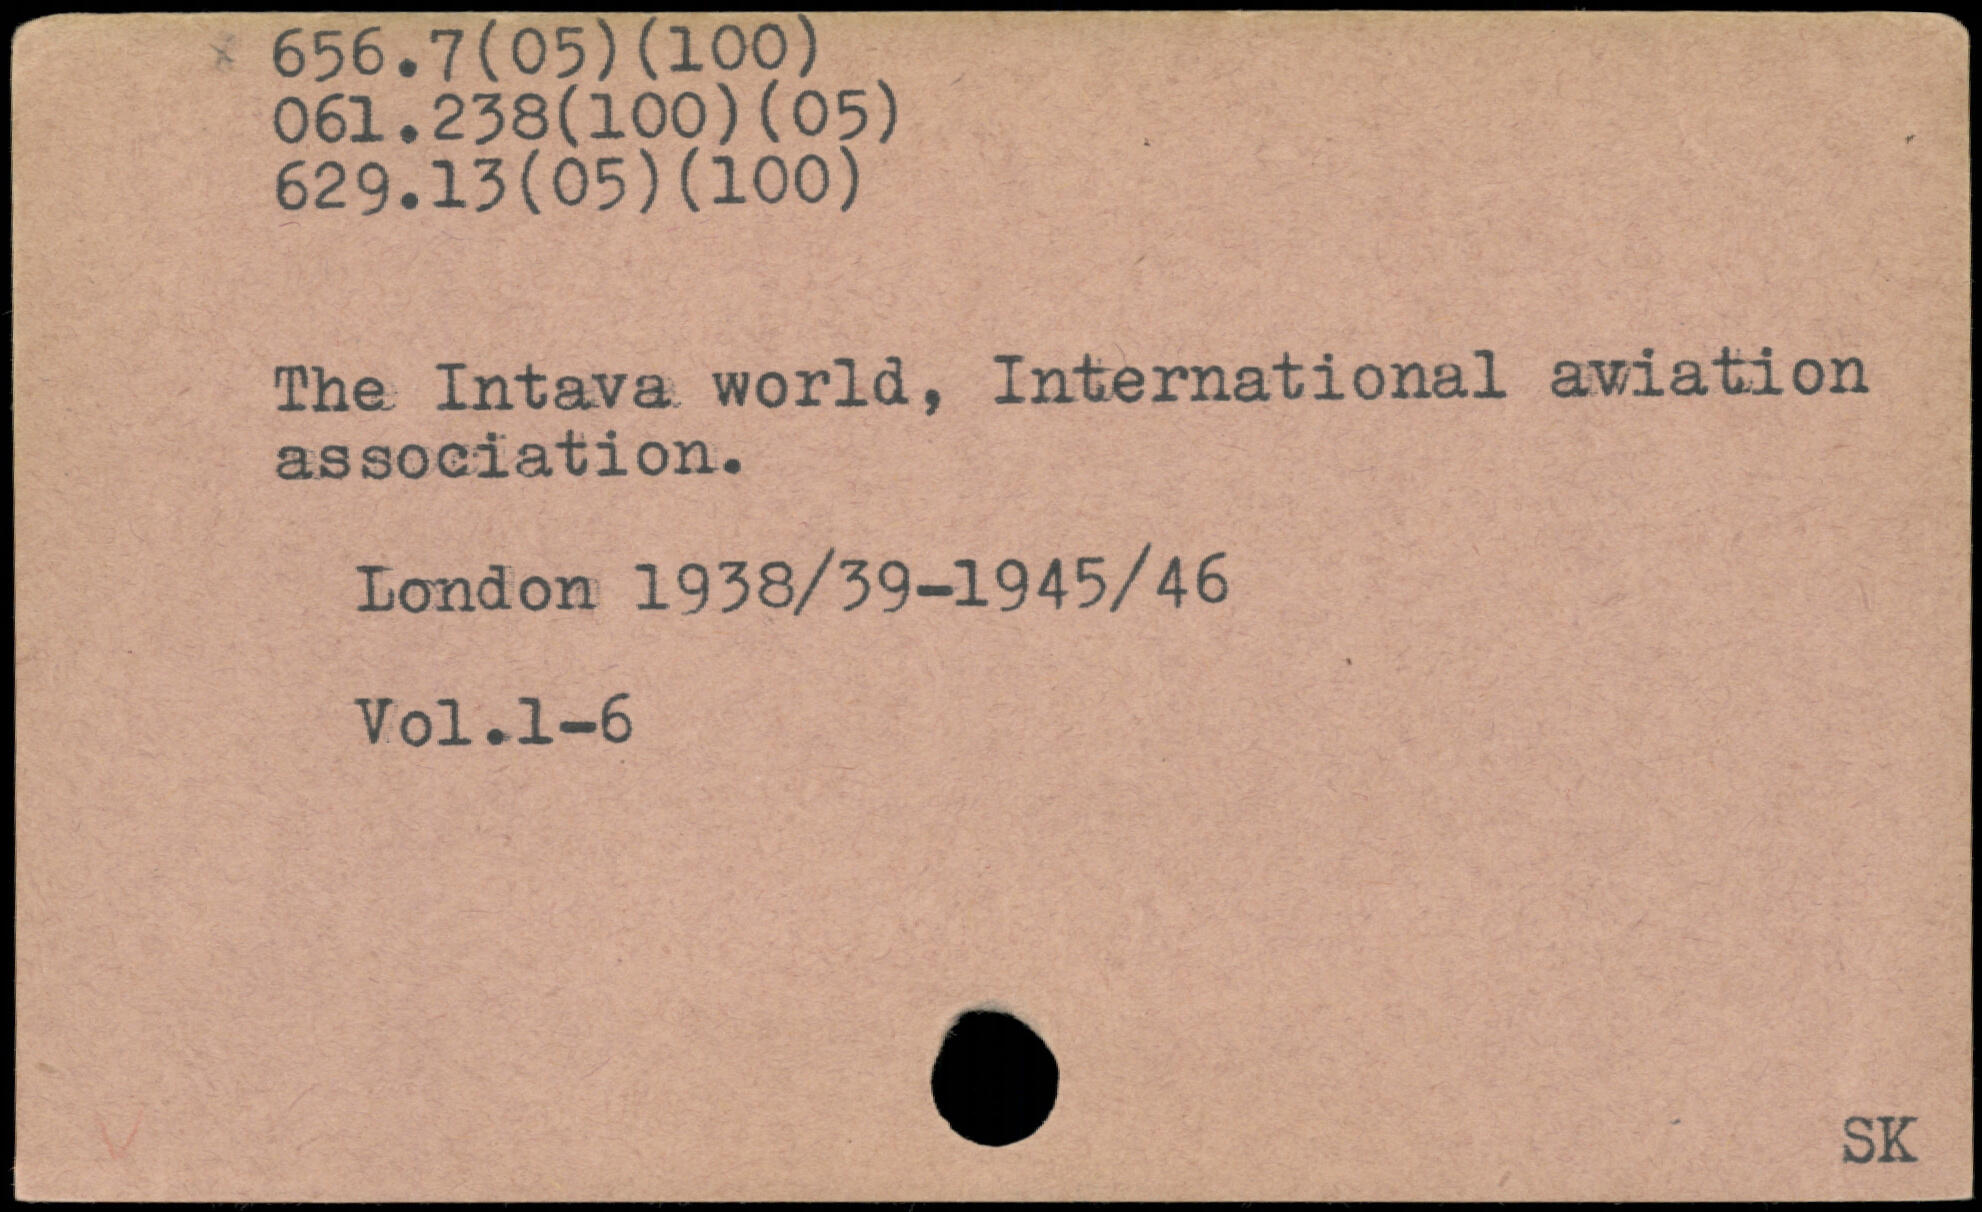 x 656.7(05)(100)
061.238(100)(05)
629.13(05)(100)
The Intava world, International aviation
association.
London 1938/39-1945/46
Vol.1-6
SK